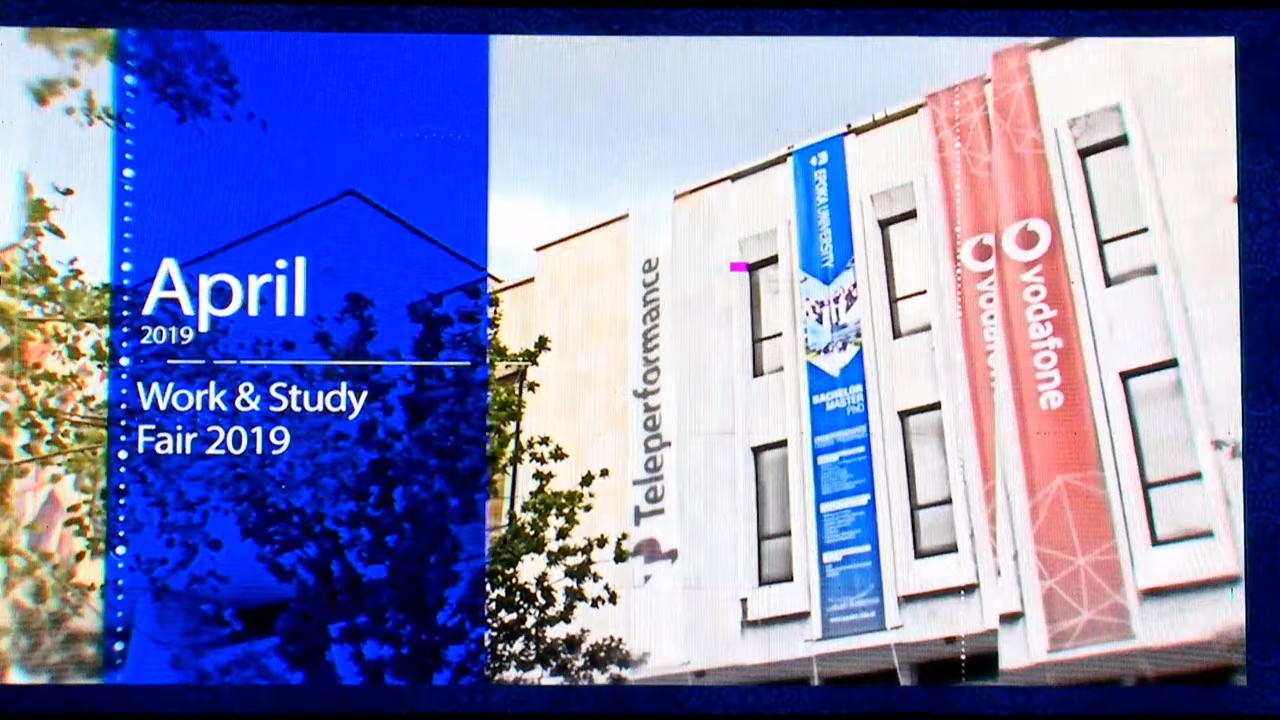 April
2019
Work & Study
Fair 2019
Teleperformance
EPOKA UNIVERSITY
BACHELOR
MASTER
PhD
vodafone
vodafone